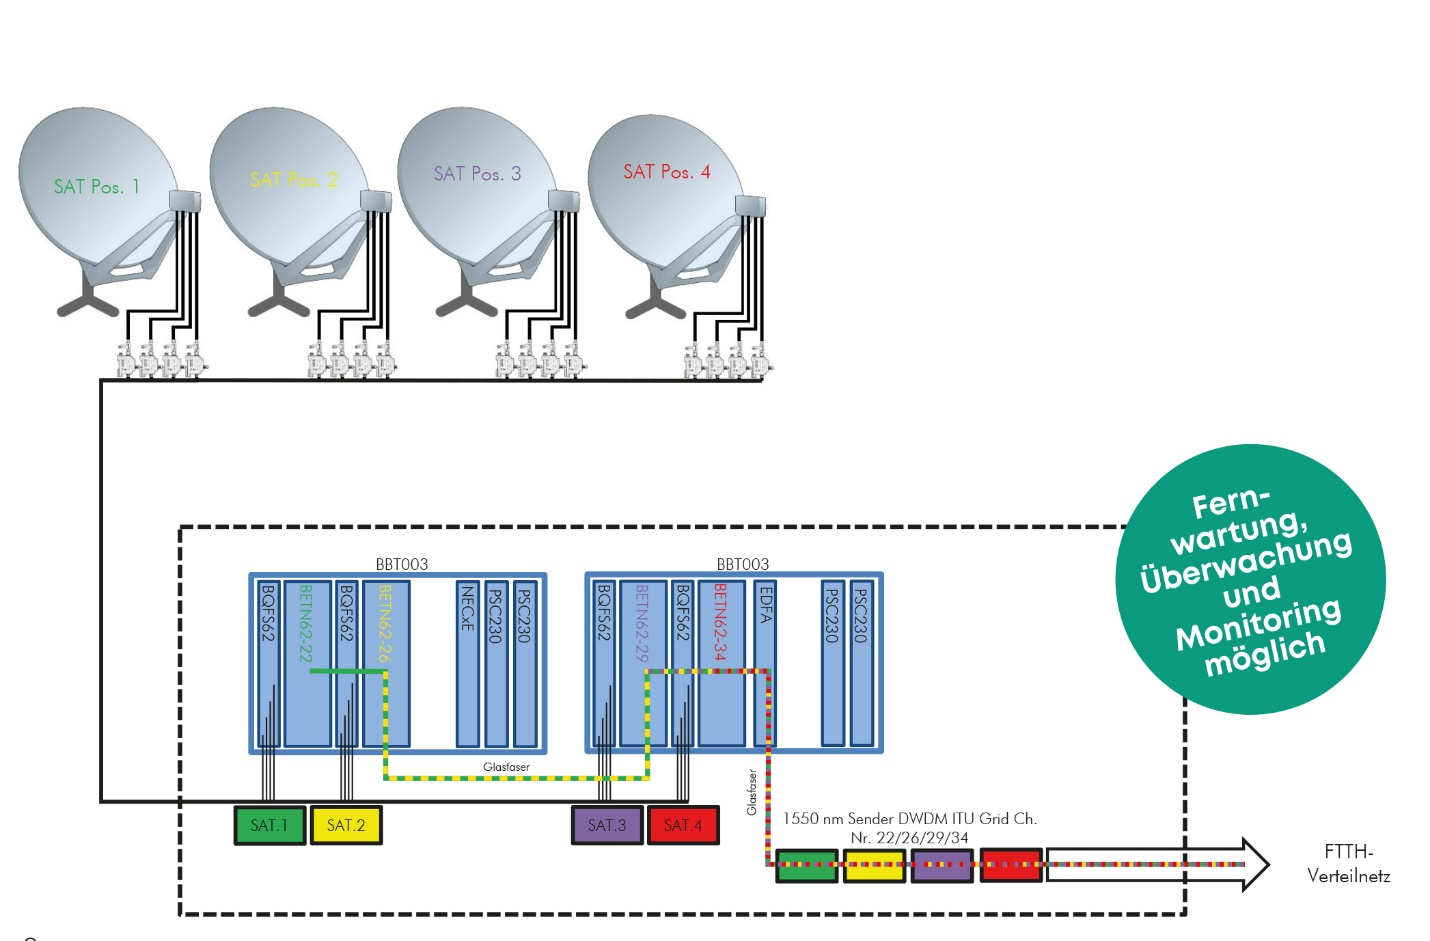 SAT Pos. 1
SAT Pos. 2
SAT Pos. 3
SAT Pos. 4
Fern-
wartung,
Überwachung
und
Monitoring
möglich
BBT003
BQFS62
BETN62-22
BQFS62
BETN62-26
NECxE
PSC230
PSC230
BBT003
BQFS62
BETN62-29
BQFS62
BETN62-34
EDFA
PSC230
PSC230
Glasfaser
Glasfaser
SAT.1
SAT.2
SAT.3
SAT.4
1550 nm Sender DWDM ITU Grid Ch.
Nr. 22/26/29/34
FTTH-
Verteilnetz